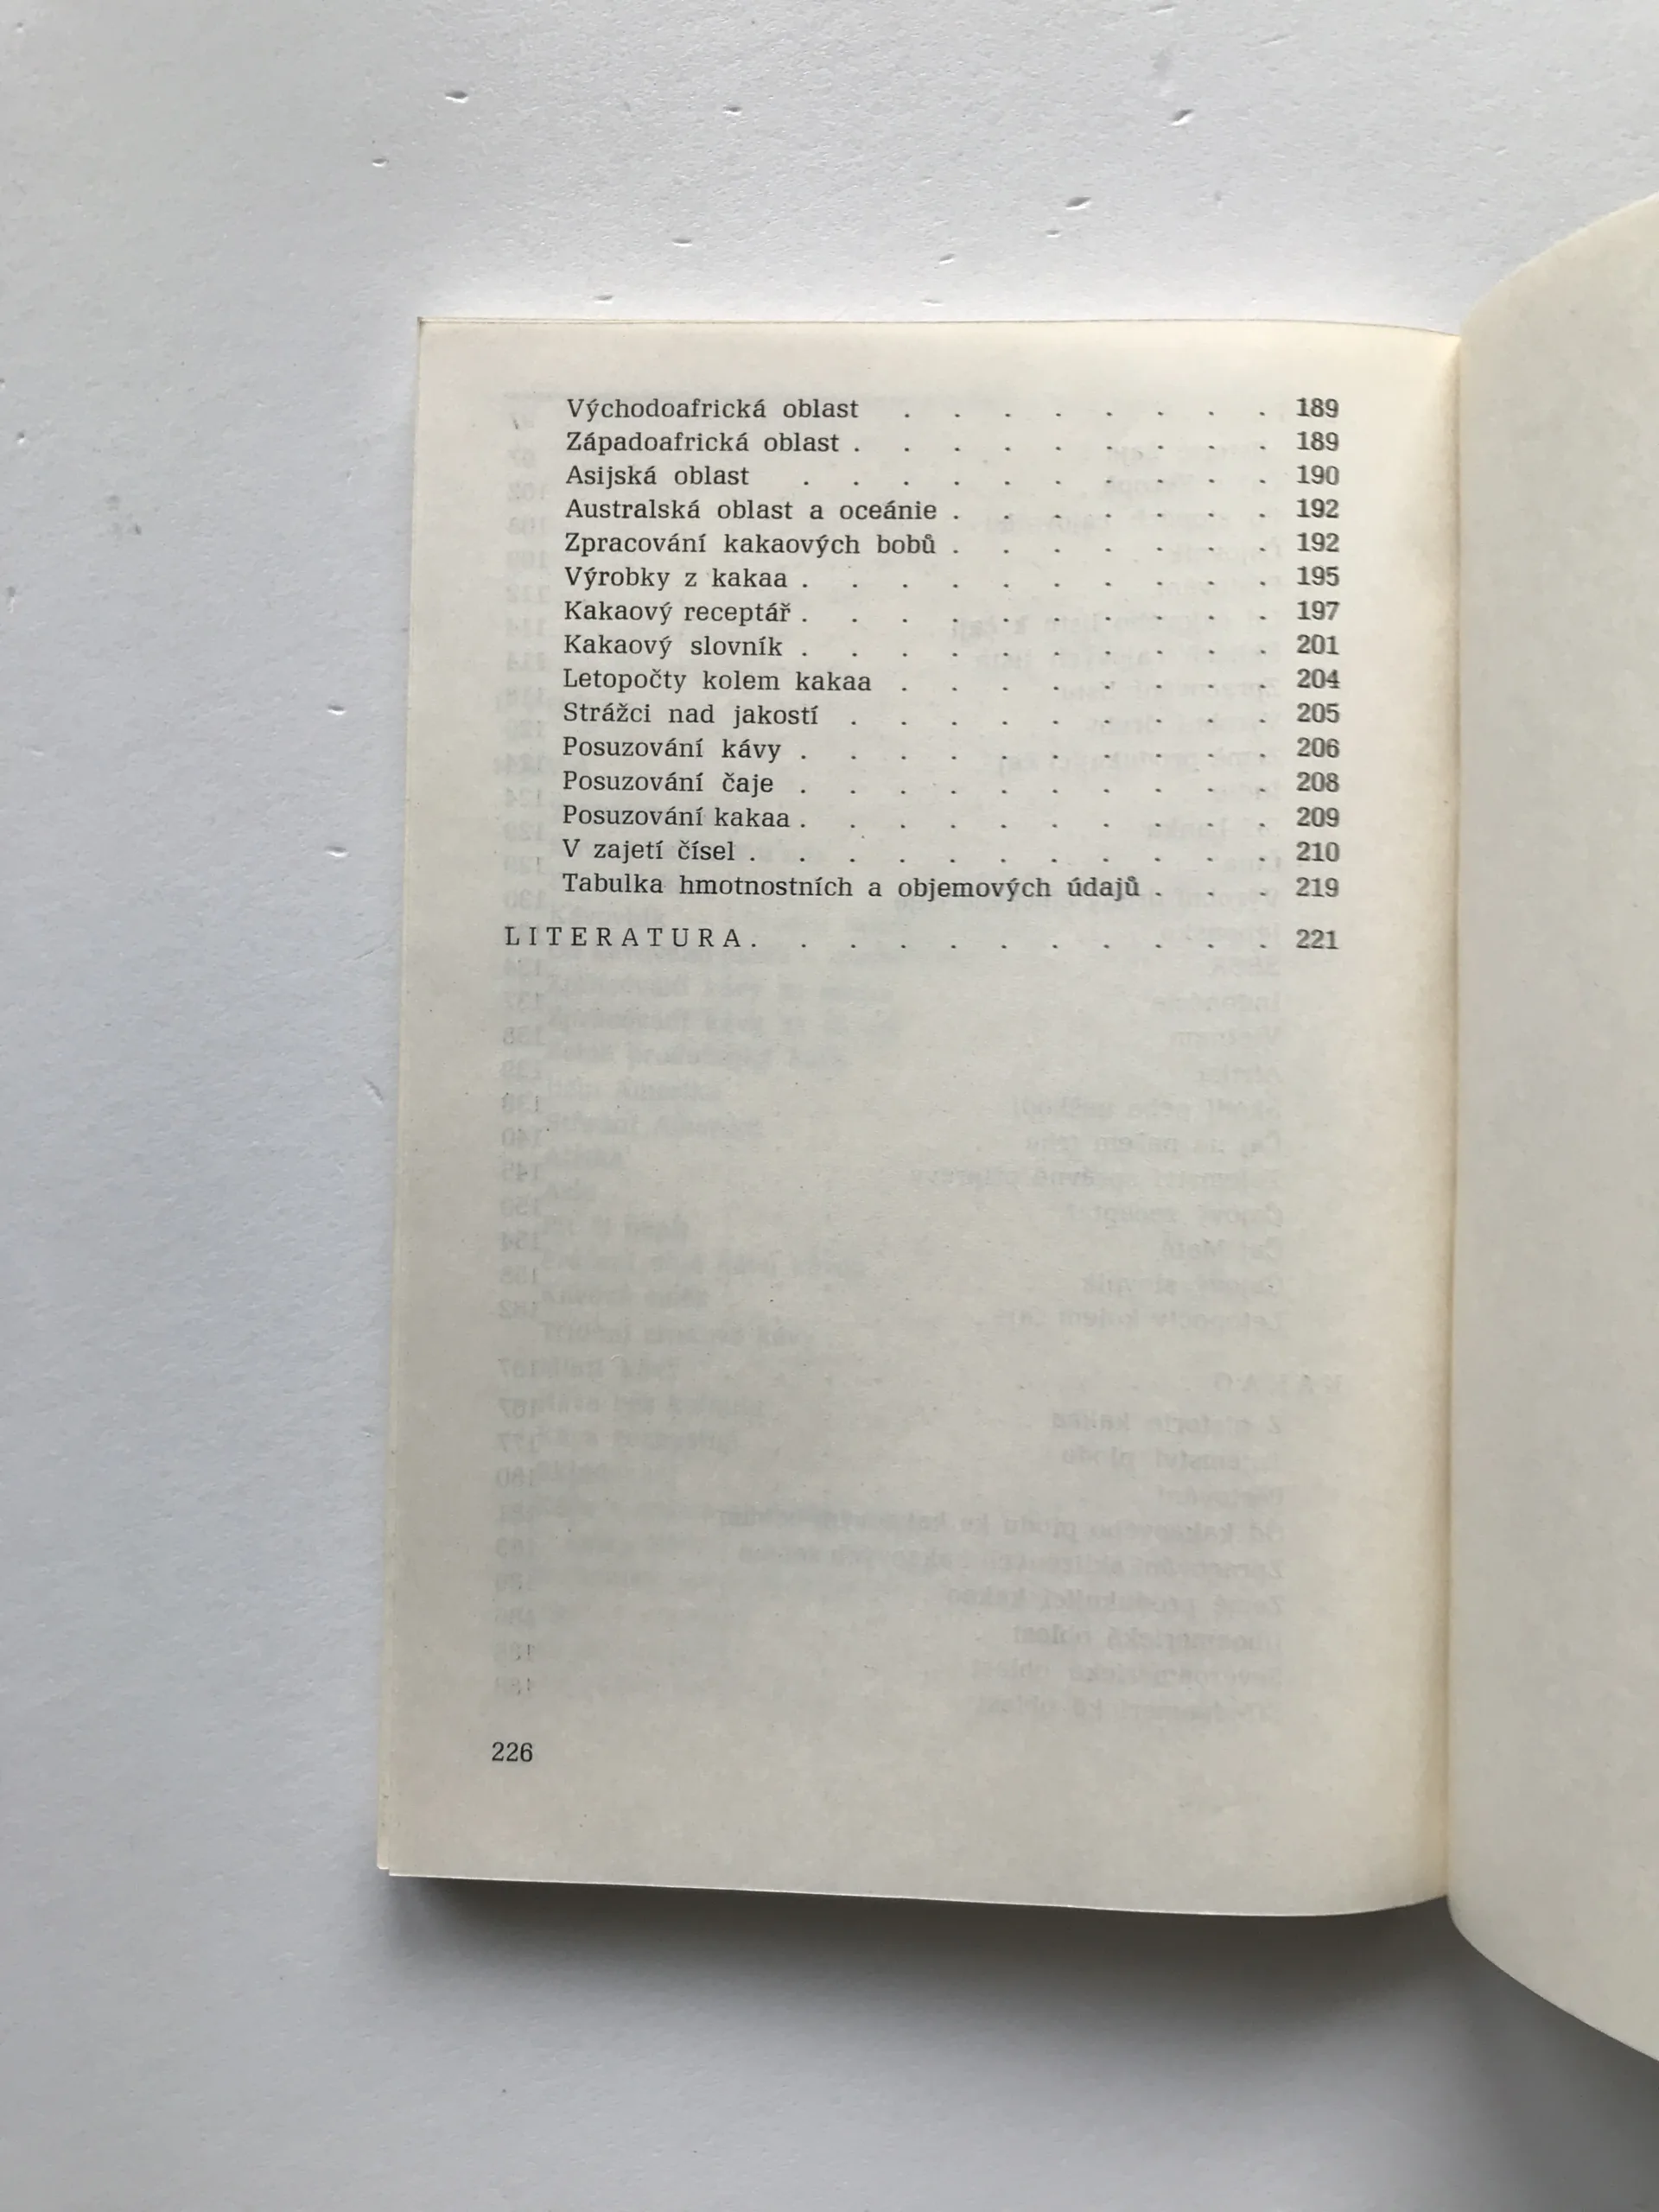 Východoafrická oblast . . . . . . . . 189
Západoafrická oblast . . . . . . . . . 189
Asijská oblast . . . . . . . . . . 190
Australská oblast a oceánie . . . . . . . 192
Zpracování kakaových bobů . . . . . . . 192
Výrobky z kakaa . . . . . . . . . . 195
Kakaový receptář . . . . . . . . . . 197
Kakaový slovník . . . . . . . . . . 201
Letopočty kolem kakaa . . . . . . . . 204
Strážci nad jakostí . . . . . . . . . 205
Posuzování kávy . . . . . . . . . . 206
Posuzování čaje . . . . . . . . . . 208
Posuzování kakaa . . . . . . . . . . 209
V zajetí čísel . . . . . . . . . . . 210
Tabulka hmotnostních a objemových údajů . . . 219
LITERATURA . . . . . . . . . . . 221
226